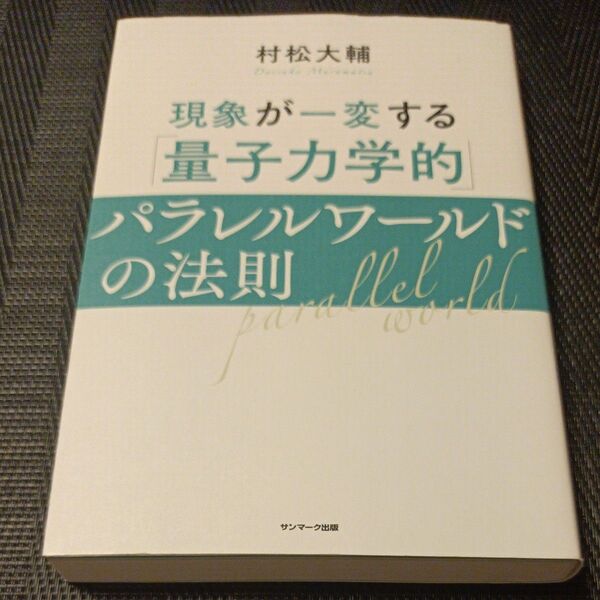 村松大輔
Daisuke Muramatsu
現象が一変する
「量子力学的」
パラレルワールド
の法則
parallel
world
サンマーク出版